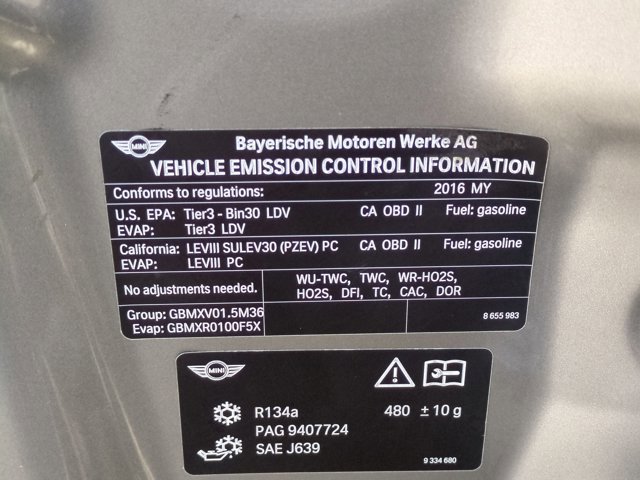 MINI
Bayerische Motoren Werke AG
VEHICLE EMISSION CONTROL INFORMATION
Conforms to regulations: 2016 MY
U.S. EPA: Tier3 - Bin30 LDV CA OBD II Fuel: gasoline
EVAP: Tier3 LDV
California: LEVIII SULEV30 (PZEV) PC CA OBD II Fuel: gasoline
EVAP: LEVIII PC
No adjustments needed.
WU-TWC, TWC, WR-HO2S,
HO2S, DFI, TC, CAC, DOR
Group: GBMXV01.5M36
Evap: GBMXR0100F5X
8 655 983
MINI
R134a 480 ± 10 g
PAG 9407724
SAE J639
9 334 680